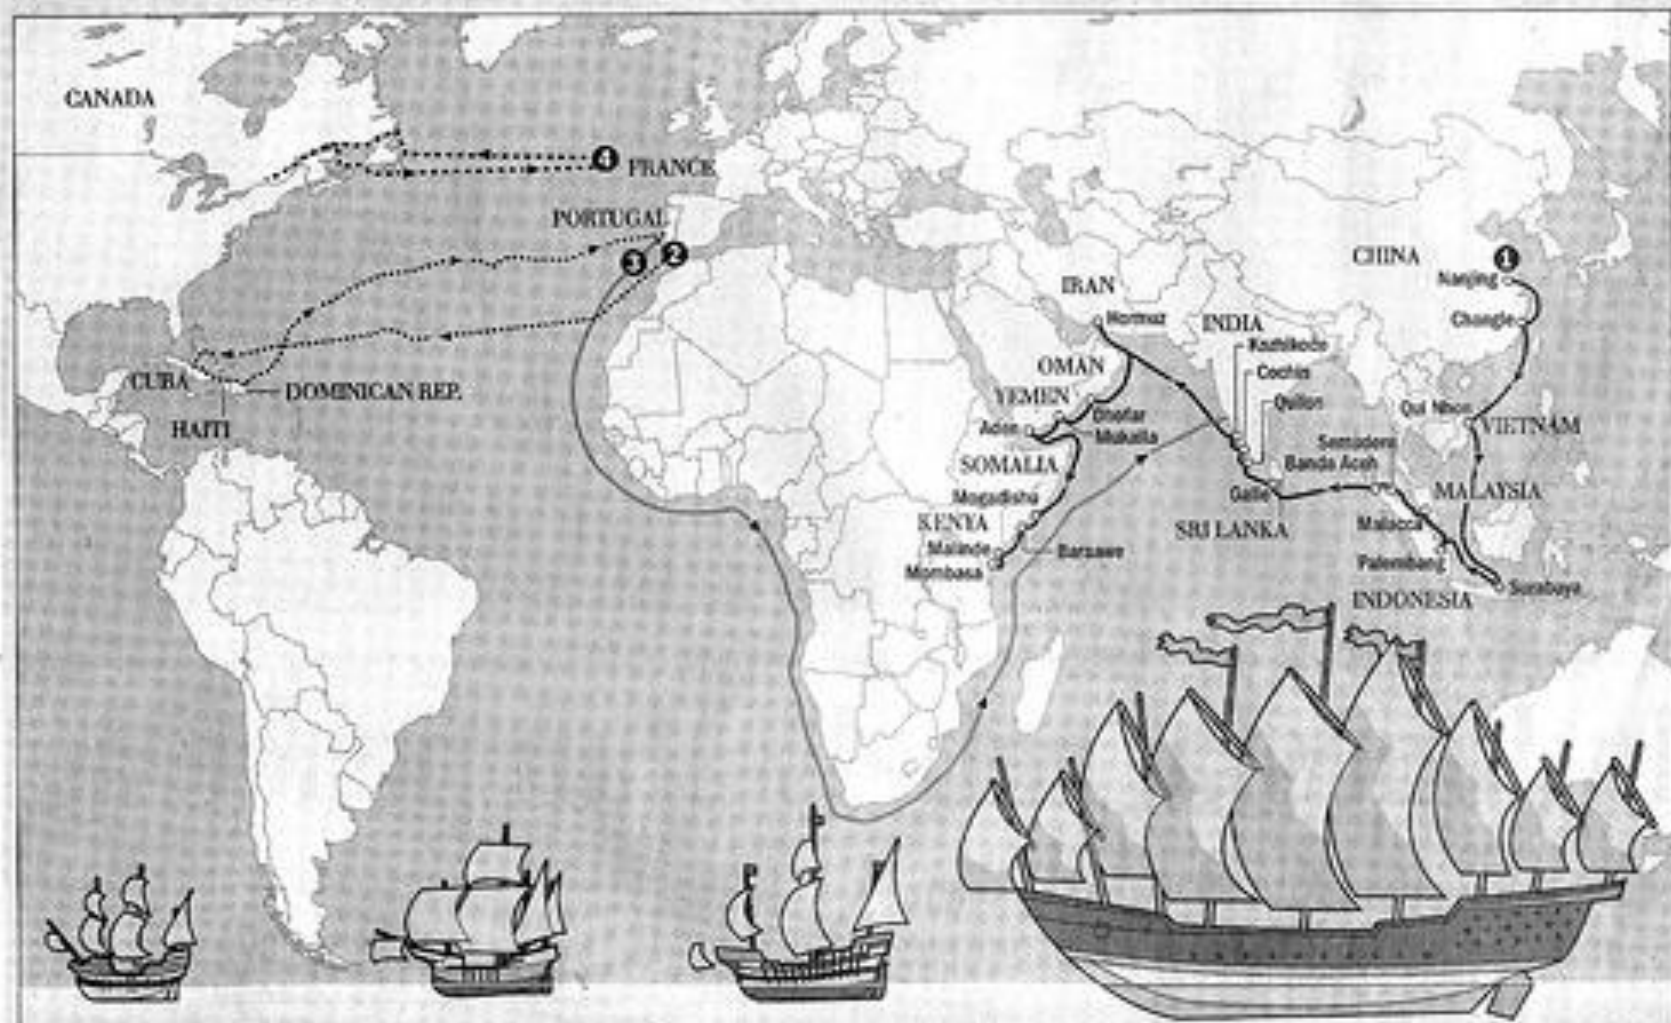 CANADA
4
FRANCE
PORTUGAL
3
2
CUBA
DOMINICAN REP.
HAITI
CHINA
1
Nanjing
Changle
IRAN
Hormuz
INDIA
Kozhikode
Cochin
Quilon
OMAN
YEMEN
Dhofar
Aden
Mukalla
Qui Nhon
VIETNAM
SOMALIA
Semadera
Banda Aceh
Galle
MALAYSIA
Mogadishu
KENYA
SRI LANKA
Malacca
Malinde
Baraawe
Mombasa
Palembang
INDONESIA
Surabaya